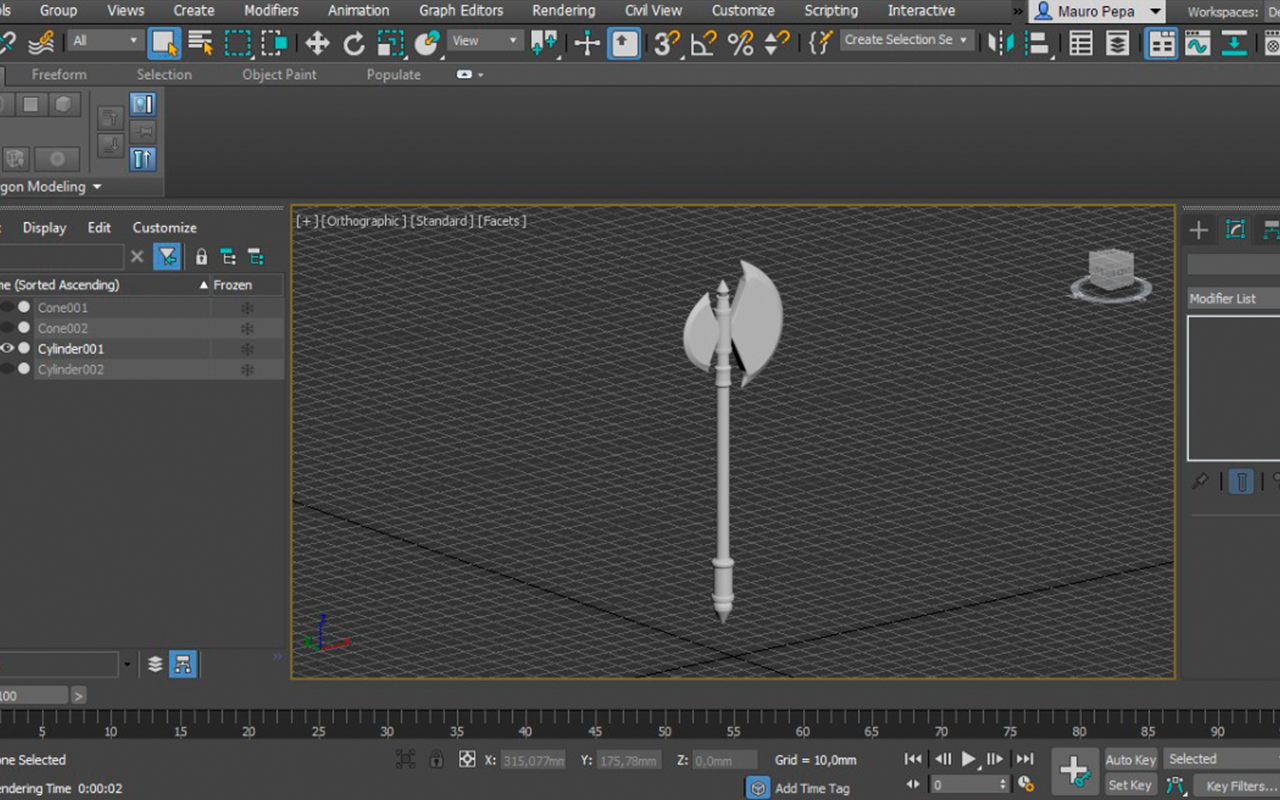 ols Group Views Create Modifiers Animation Graph Editors Rendering Civil View Customize Scripting Interactive » Mauro Pepa Workspaces: De
All View 3 Create Selection Se
Freeform Selection Object Paint Populate
gon Modeling
Display Edit Customize
me (Sorted Ascending) Frozen
Cone001
Cone002
Cylinder001
Cylinder002
[+] [Orthographic ] [Standard ] [Facets ]
Modifier List
100 >
5 10 15 20 25 30 35 40 45 50 55 60 65 70 75 80 85 90
one Selected X: 315,077mm Y: 175,78mm Z: 0,0mm Grid = 10,0mm Auto Key Selected
endering Time 0:00:02 Add Time Tag 0 Set Key Key Filters...